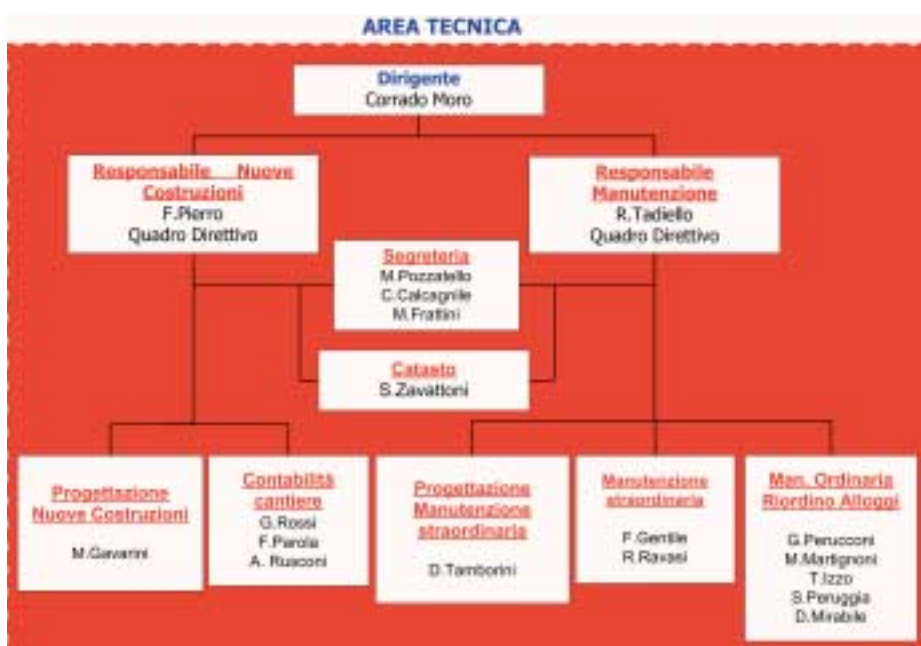 AREA TECNICA
Dirigente
Corrado Moro
Responsabile Nuove
Costruzioni
F.Pierro
Quadro Direttivo
Responsabile
Manutenzione
R.Tadiello
Quadro Direttivo
Segreteria
M.Pozzatello
C.Calcagnile
M.Frattini
Catasto
S.Zavattoni
Progettazione
Nuove Costruzioni
M.Gavarini
Contabilità
cantiere
G.Rossi
F.Parola
A. Rusconi
Progettazione
Manutenzione
straordinaria
D.Tamborini
Manutenzione
straordinaria
F.Gentile
R.Ravasi
Man. Ordinaria
Riordino Alloggi
G.Perucconi
M.Martignoni
T.Izzo
S.Peruggia
D.Mirabile